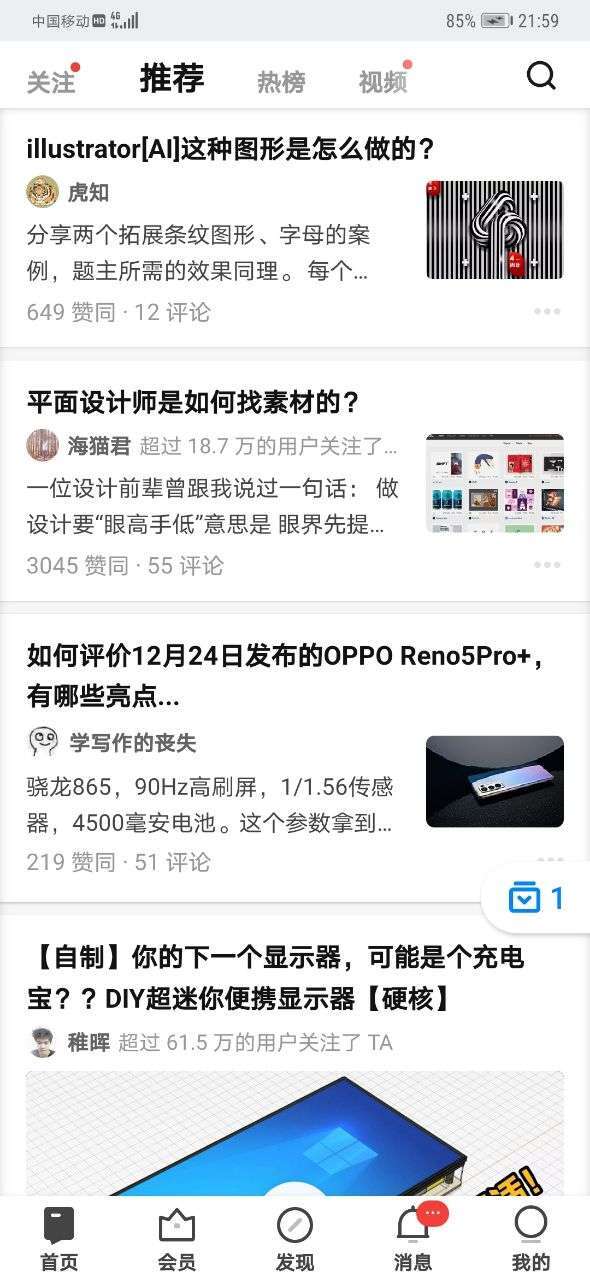 中国移动 HD 4G 85% 21:59
关注 推荐 热榜 视频
illustrator[AI]这种图形是怎么做的？
虎知
分享两个拓展条纹图形、字母的案
例，题主所需的效果同理。每个...
649 赞同 · 12 评论
平面设计师是如何找素材的？
海猫君 超过 18.7 万的用户关注了...
一位设计前辈曾跟我说过一句话： 做
设计要“眼高手低”意思是 眼界先提...
3045 赞同 · 55 评论
如何评价12月24日发布的OPPO Reno5Pro+，
有哪些亮点...
学写作的丧失
骁龙865，90Hz高刷屏，1/1.56传感
器，4500毫安电池。这个参数拿到...
219 赞同 · 51 评论
1
【自制】你的下一个显示器，可能是个充电
宝？？DIY超迷你便携显示器【硬核】
稚晖 超过 61.5 万的用户关注了 TA
活！
首页 会员 发现 消息 我的